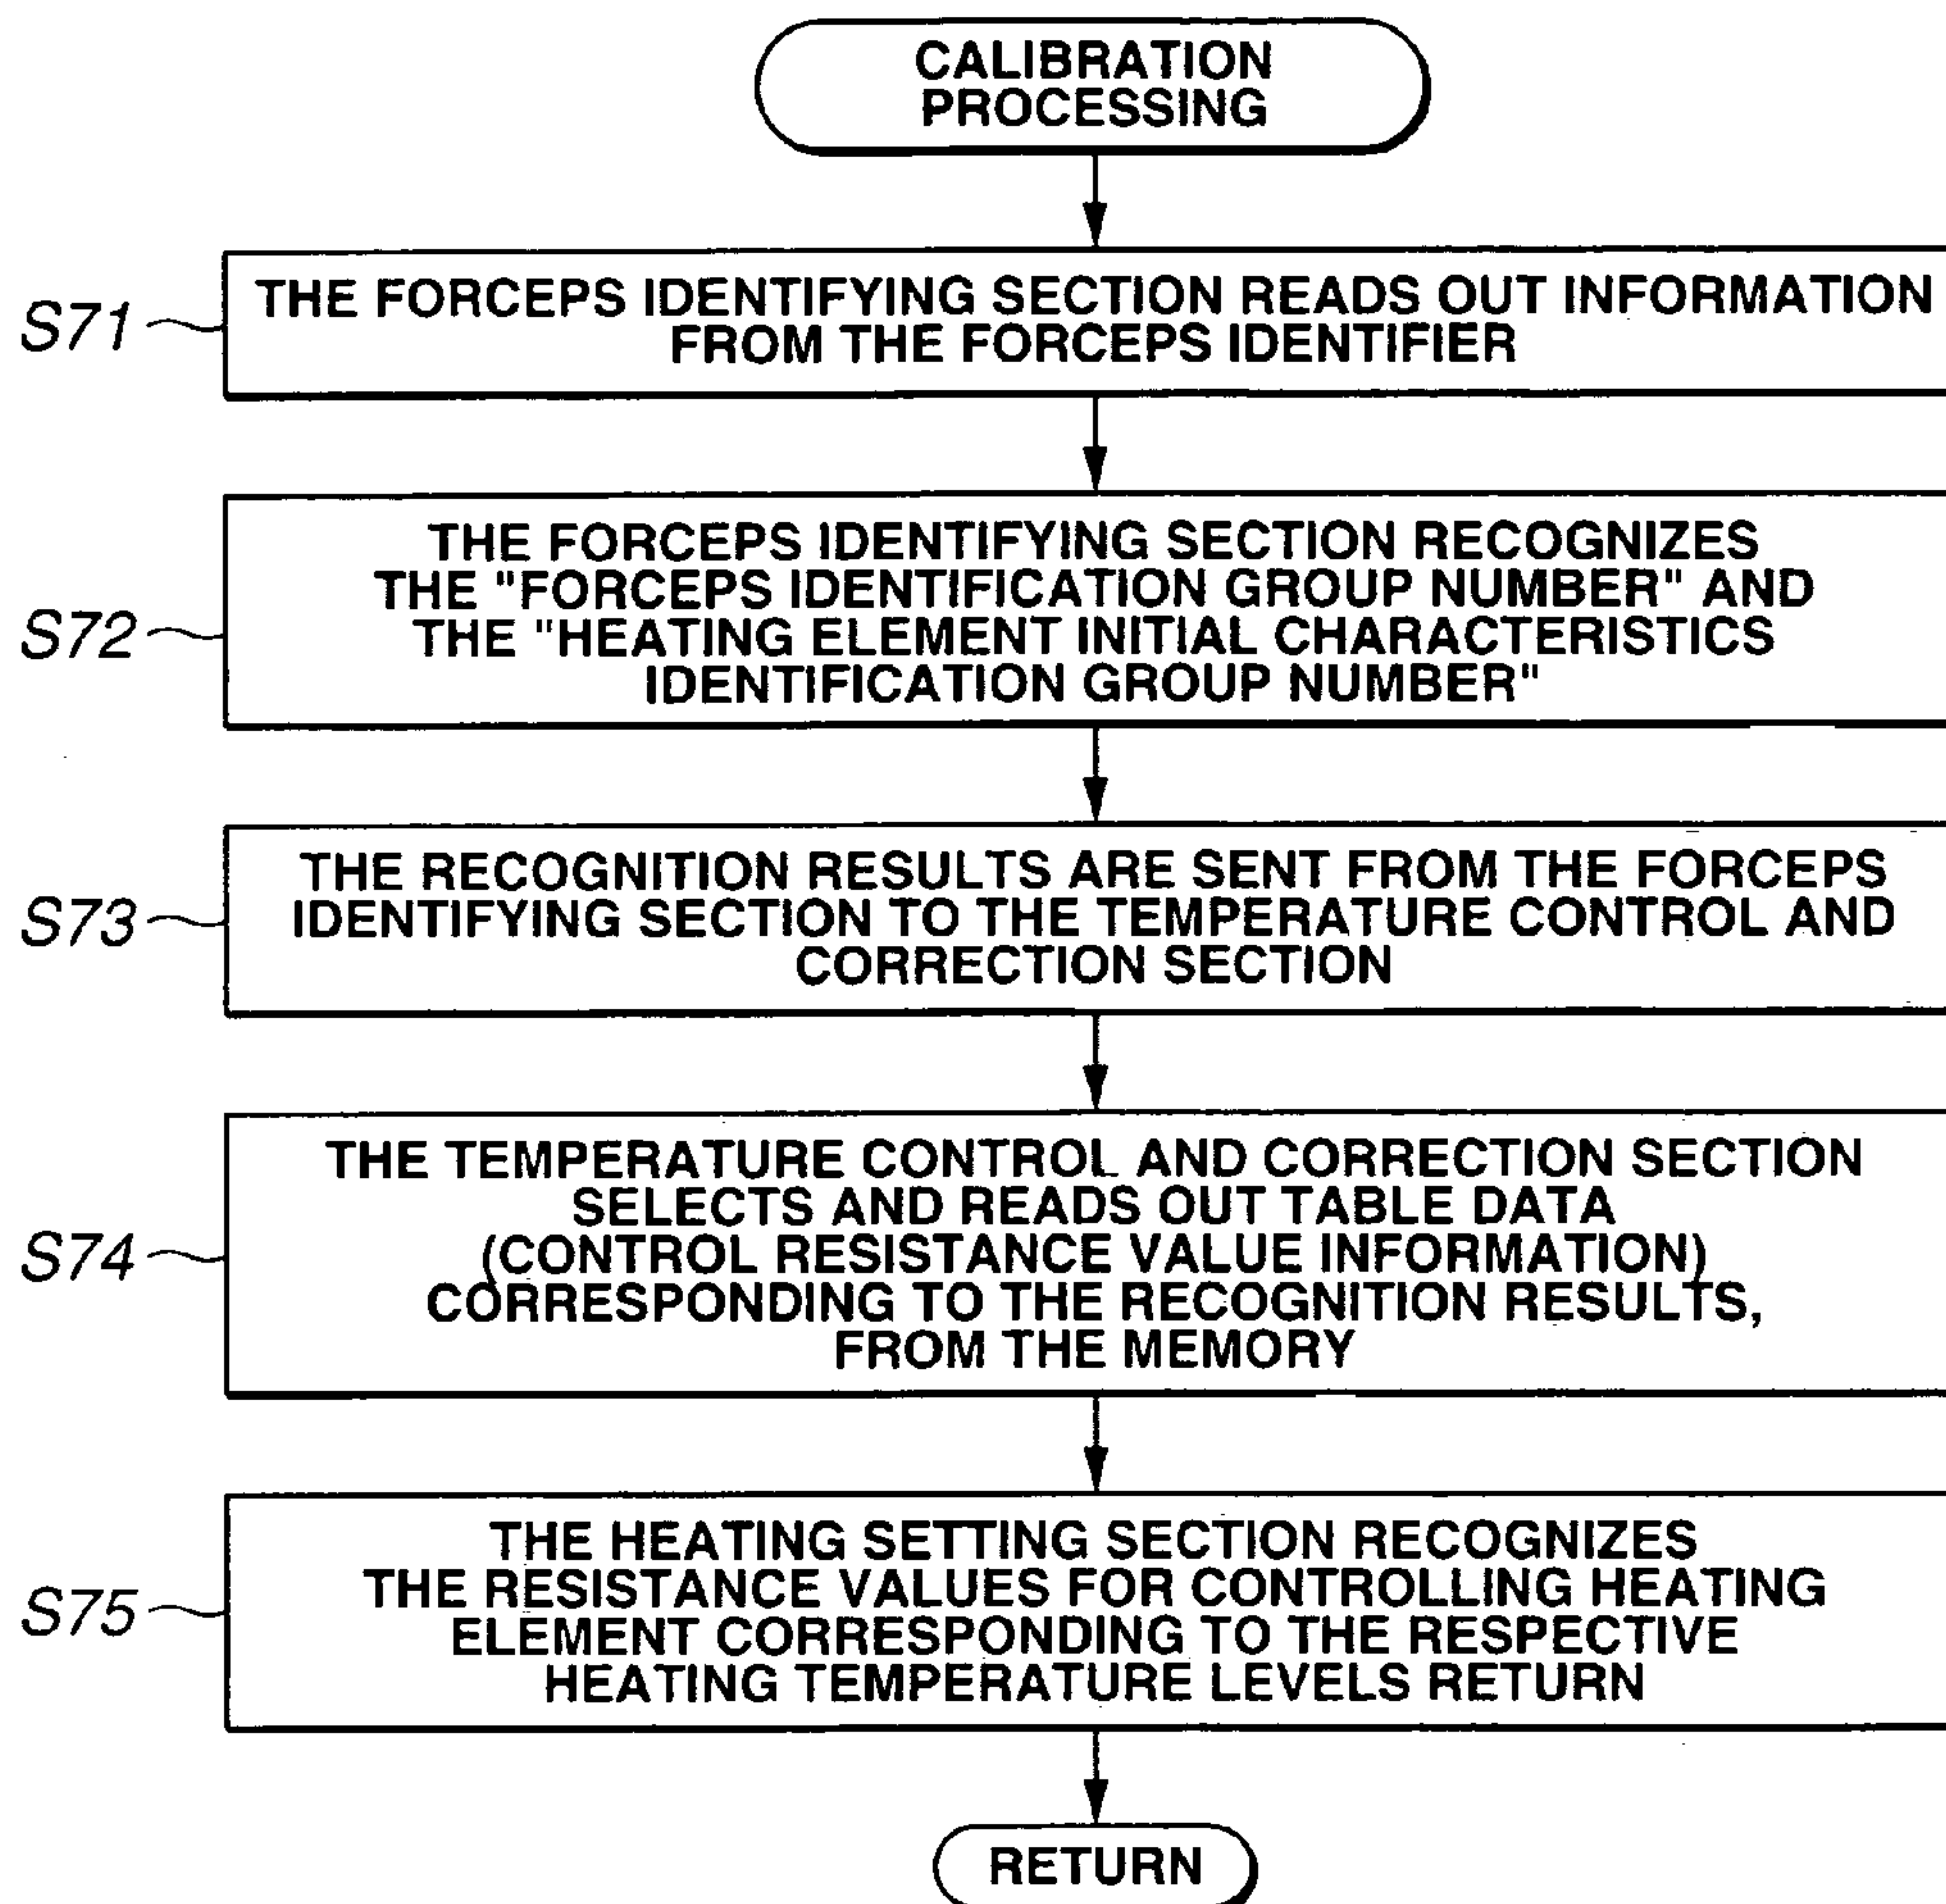 CALIBRATION
PROCESSING
S71
THE FORCEPS IDENTIFYING SECTION READS OUT INFORMATION
FROM THE FORCEPS IDENTIFIER
S72
THE FORCEPS IDENTIFYING SECTION RECOGNIZES
THE "FORCEPS IDENTIFICATION GROUP NUMBER" AND
THE "HEATING ELEMENT INITIAL CHARACTERISTICS
IDENTIFICATION GROUP NUMBER"
S73
THE RECOGNITION RESULTS ARE SENT FROM THE FORCEPS
IDENTIFYING SECTION TO THE TEMPERATURE CONTROL AND
CORRECTION SECTION
S74
THE TEMPERATURE CONTROL AND CORRECTION SECTION
SELECTS AND READS OUT TABLE DATA
(CONTROL RESISTANCE VALUE INFORMATION)
CORRESPONDING TO THE RECOGNITION RESULTS,
FROM THE MEMORY
S75
THE HEATING SETTING SECTION RECOGNIZES
THE RESISTANCE VALUES FOR CONTROLLING HEATING
ELEMENT CORRESPONDING TO THE RESPECTIVE
HEATING TEMPERATURE LEVELS RETURN
RETURN